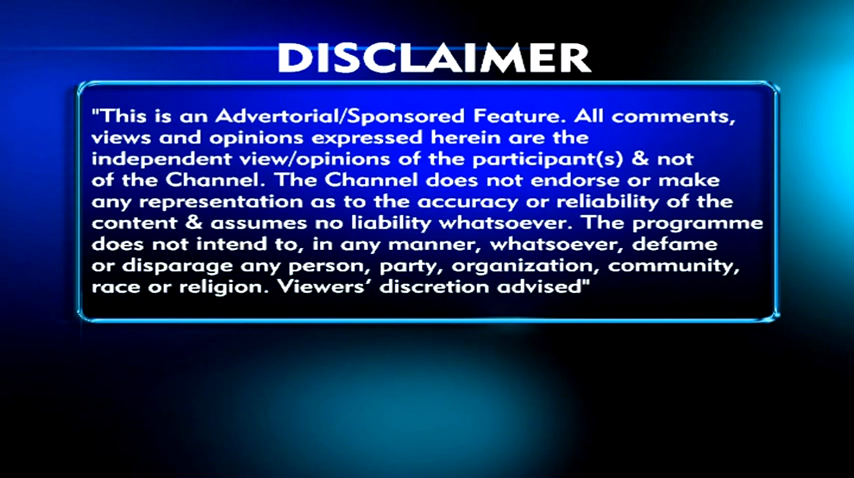 DISCLAIMER
"This is an Advertorial/Sponsored Feature. All comments,
views and opinions expressed herein are the
independent view/opinions of the participant(s) & not
of the Channel. The Channel does not endorse or make
any representation as to the accuracy or reliability of the
content & assumes no liability whatsoever. The programme
does not intend to, in any manner, whatsoever, defame
or disparage any person, party, organization, community,
race or religion. Viewers’ discretion advised"